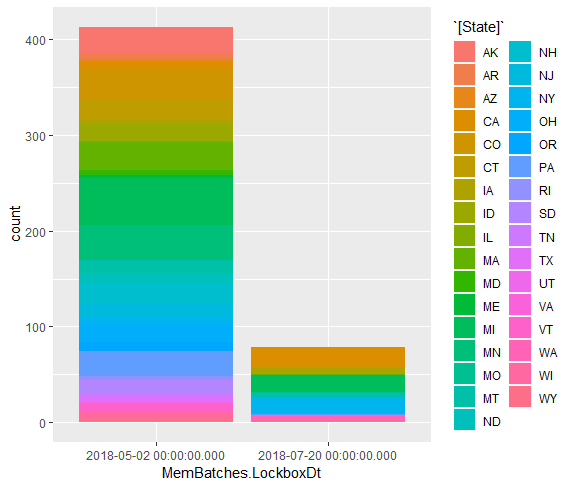 `[State]`
AK
AR
AZ
CA
CO
CT
IA
ID
IL
MA
MD
ME
MI
MN
MO
MT
ND
NH
NJ
NY
OH
OR
PA
RI
SD
TN
TX
UT
VA
VT
WA
WI
WY
count
400
300
200
100
0
2018-05-02 00:00:00.000 2018-07-20 00:00:00.000
MemBatches.LockboxDt